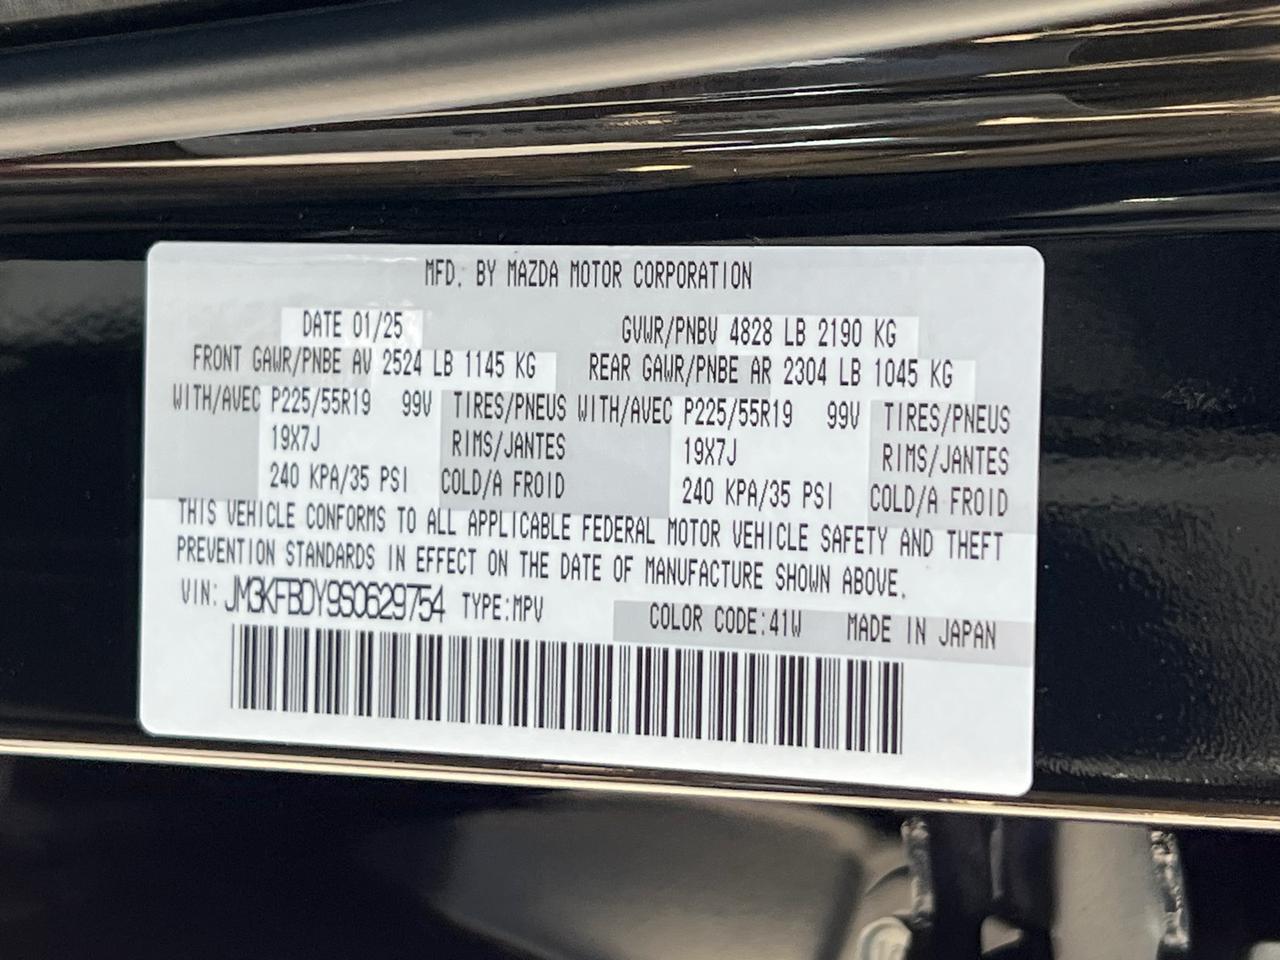 MFD. BY MAZDA MOTOR CORPORATION
DATE 01/25 GVWR/PNBV 4828 LB 2190 KG
FRONT GAWR/PNBE AV 2524 LB 1145 KG REAR GAWR/PNBE AR 2304 LB 1045 KG
WITH/AVEC P225/55R19 99V TIRES/PNEUS WITH/AVEC P225/55R19 99V TIRES/PNEUS
19X7J RIMS/JANTES 19X7J RIMS/JANTES
240 KPA/35 PSI COLD/A FROID 240 KPA/35 PSI COLD/A FROID
THIS VEHICLE CONFORMS TO ALL APPLICABLE FEDERAL MOTOR VEHICLE SAFETY AND THEFT
PREVENTION STANDARDS IN EFFECT ON THE DATE OF MANUFACTURE SHOWN ABOVE.
VIN: JM3KFBDY9S0629754 TYPE:MPV COLOR CODE:41W MADE IN JAPAN